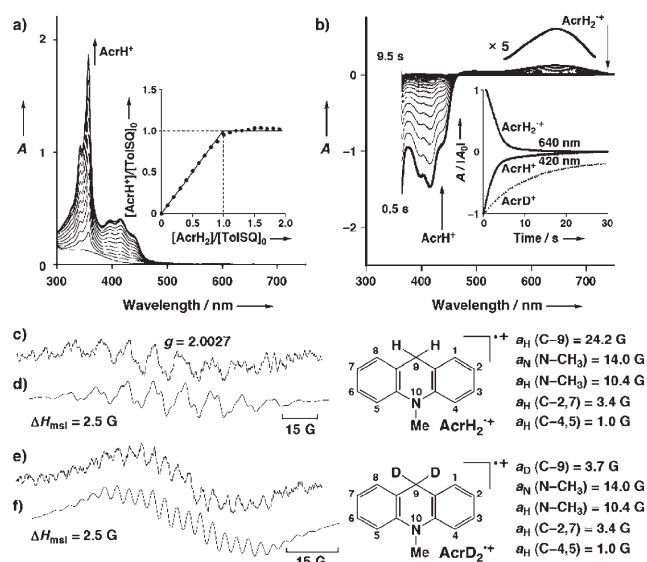 a)
A
2
1
0
AcrH+
[AcrH+]/[TolSQ]0
1.5
1.0
0.5
0
0 0.5 1.0 1.5 2.0
[AcrH2]/[TolSQ]0
300 400 500 600 700
Wavelength / nm
b)
A
0
−1
−2
9.5 s
0.5 s
AcrH2•+
× 5
AcrH+
A / |A0|
1
0
−1
AcrH2•+
640 nm
420 nm
AcrH+
AcrD+
0 10 20 30
Time / s
300 400 500 600 700
Wavelength / nm
c)
g = 2.0027
d)
ΔHmsl = 2.5 G
15 G
H H
8 9 1
7 2
6 3
5 10 4
N
Me
•+
AcrH2•+
aH (C−9) = 24.2 G
aN (N−CH3) = 14.0 G
aH (N−CH3) = 10.4 G
aH (C−2,7) = 3.4 G
aH (C−4,5) = 1.0 G
e)
f)
ΔHmsl = 2.5 G
15 G
D D
8 9 1
7 2
6 3
5 10 4
N
Me
•+
AcrD2•+
aD (C−9) = 3.7 G
aN (N−CH3) = 14.0 G
aH (N−CH3) = 10.4 G
aH (C−2,7) = 3.4 G
aH (C−4,5) = 1.0 G